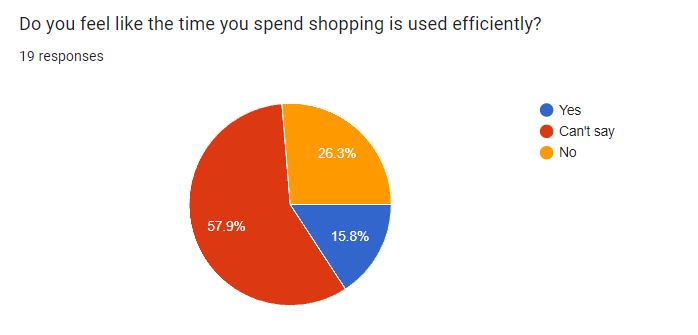 Do you feel like the time you spend shopping is used efficiently?
19 responses
Yes
Can't say
No
26.3%
57.9%
15.8%